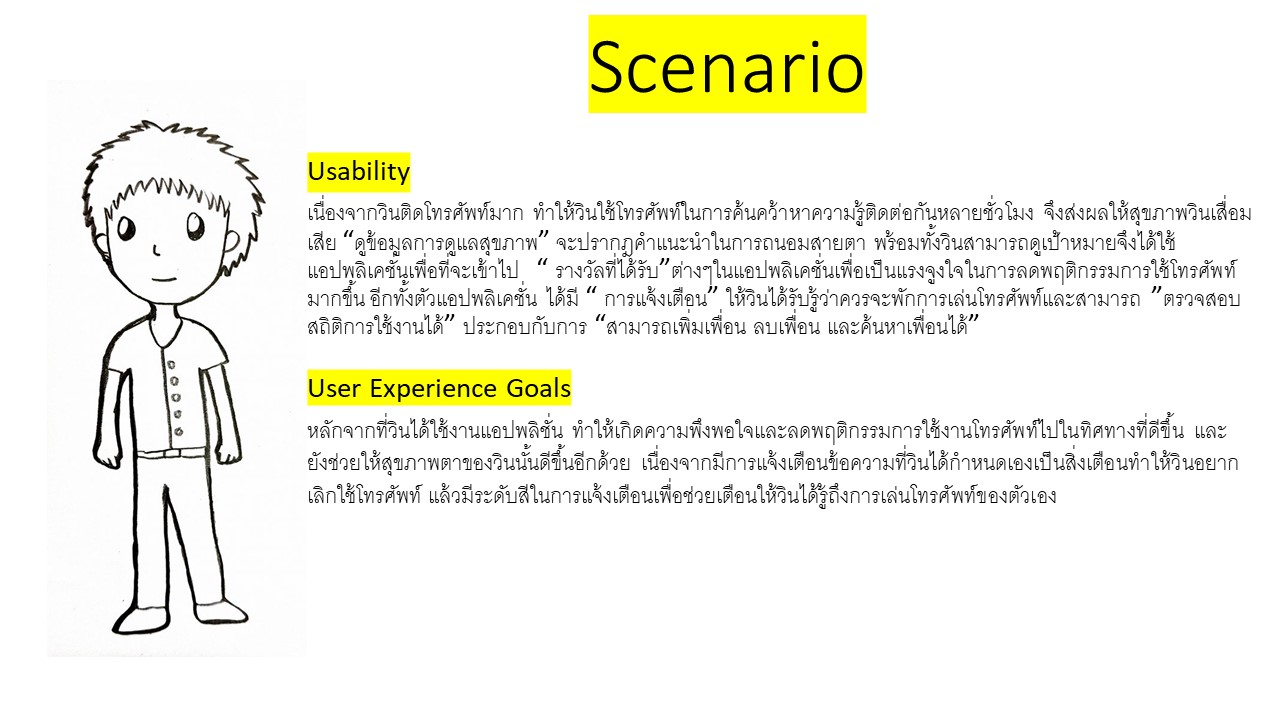 Scenario
Usability
เนื่องจากวินติดโทรศัพท์มาก ทำให้วินใช้โทรศัพท์ในการค้นคว้าหาความรู้ติดต่อกันหลายชั่วโมง จึงส่งผลให้สุขภาพวินเสื่อม
เสีย “ดูข้อมูลการดูแลสุขภาพ” จะปรากฏคำแนะนำในการถนอมสายตา พร้อมทั้งวินสามารถดูเป้าหมายจึงได้ใช้
แอปพลิเคชั่นเพื่อที่จะเข้าไป “ รางวัลที่ได้รับ”ต่างๆในแอปพลิเคชั่นเพื่อเป็นแรงจูงใจในการลดพฤติกรรมการใช้โทรศัพท์
มากขึ้น อีกทั้งตัวแอปพลิเคชั่น ได้มี “ การแจ้งเตือน” ให้วินได้รับรู้ว่าควรจะพักการเล่นโทรศัพท์และสามารถ ”ตรวจสอบ
สถิติการใช้งานได้” ประกอบกับการ “สามารถเพิ่มเพื่อน ลบเพื่อน และค้นหาเพื่อนได้”
User Experience Goals
หลักจากที่วินได้ใช้งานแอปพลิชั่น ทำให้เกิดความพึงพอใจและลดพฤติกรรมการใช้งานโทรศัพท์ไปในทิศทางที่ดีขึ้น และ
ยังช่วยให้สุขภาพตาของวินนั้นดีขึ้นอีกด้วย เนื่องจากมีการแจ้งเตือนข้อความที่วินได้กำหนดเองเป็นสิ่งเตือนทำให้วินอยาก
เลิกใช้โทรศัพท์ แล้วมีระดับสีในการแจ้งเตือนเพื่อช่วยเตือนให้วินได้รู้ถึงการเล่นโทรศัพท์ของตัวเอง